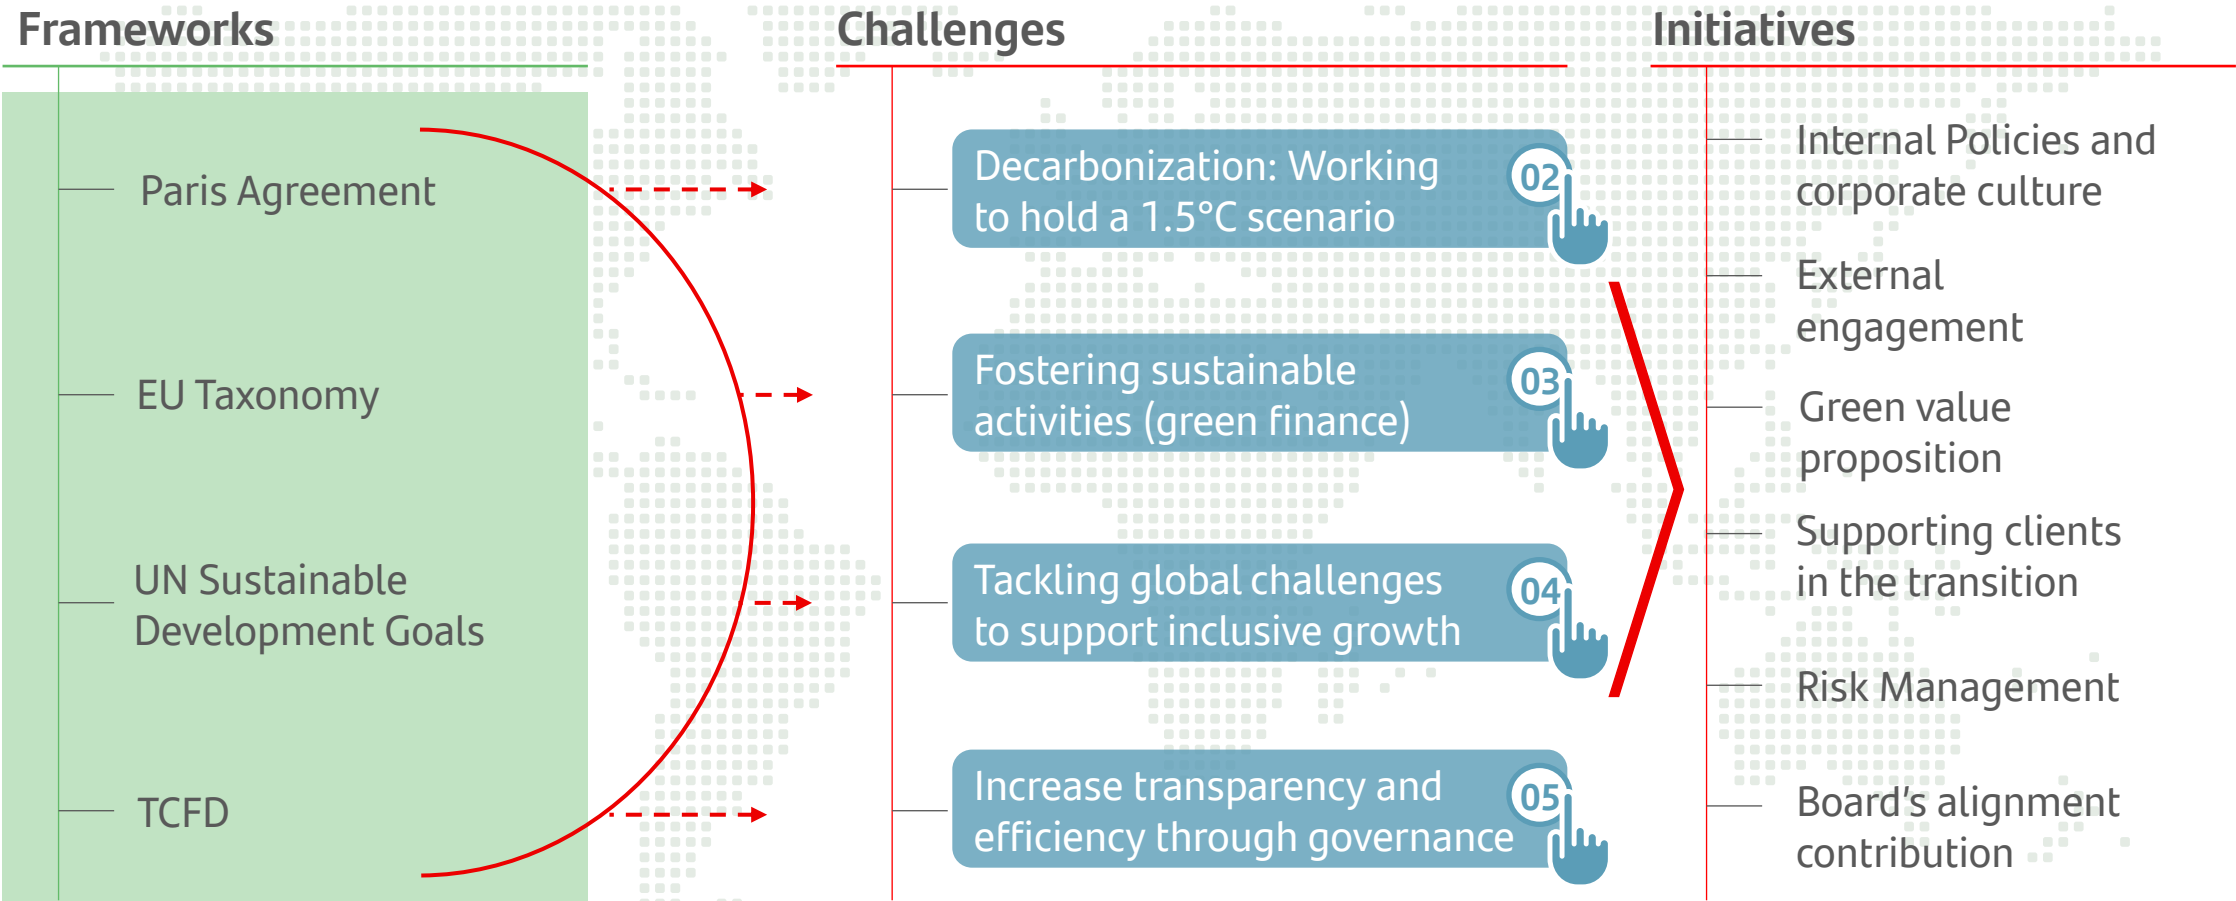 Frameworks
Paris Agreement
EU Taxonomy
UN Sustainable
Development Goals
TCFD
Challenges
Decarbonization: Working
to hold a 1.5°C scenario
02
Fostering sustainable
activities (green finance)
03
Tackling global challenges
to support inclusive growth
04
Increase transparency and
efficiency through governance
05
Initiatives
Internal Policies and
corporate culture
External
engagement
Green value
proposition
Supporting clients
in the transition
Risk Management
Board's alignment
contribution